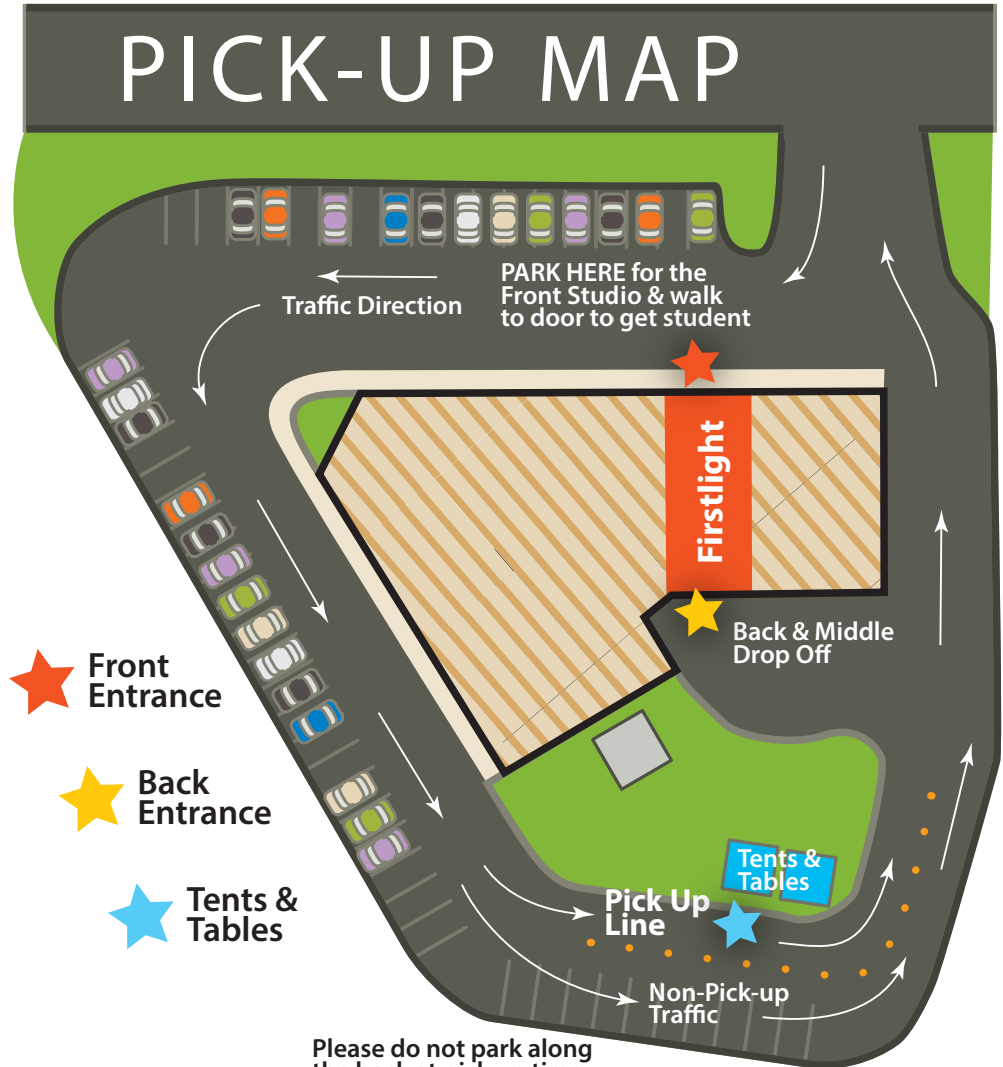 PICK-UP MAP
PARK HERE for the
Front Studio & walk
to door to get student
Traffic Direction
Firstlight
Back & Middle
Drop Off
Front
Entrance
Back
Entrance
Tents &
Tables
Tents &
Tables
Pick Up
Line
Non-Pick-up
Traffic
Please do not park along